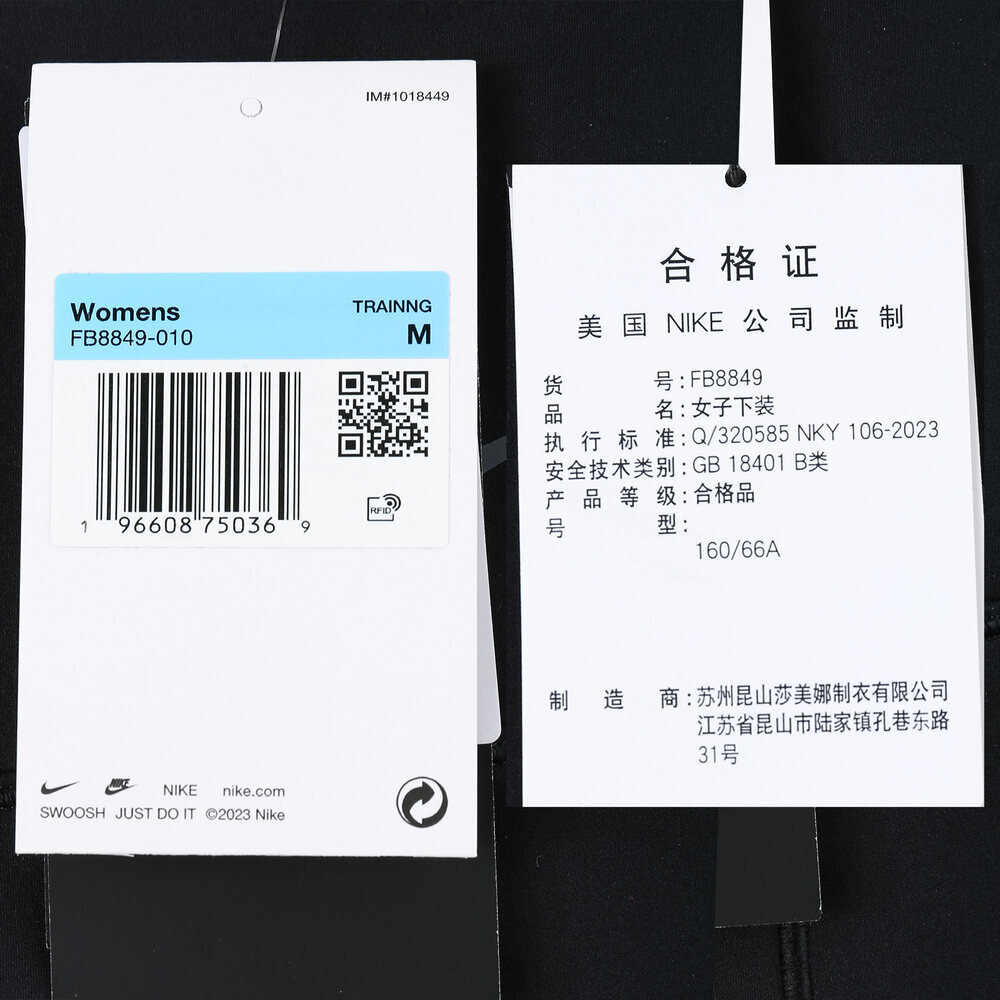 IM#1018449
Womens
TRAINNG
FB8849-010
M
RFID
1 96608 75036 9
NIKE NIKE nike.com
SWOOSH JUST DO IT ©2023 Nike
合格证
美国NIKE公司监制
货号:FB8849
品名:女子下装
执行标准:Q/320585 NKY 106-2023
安全技术类别:GB 18401 B类
产品等级:合格品
号型:
160/66A
制造商:苏州昆山莎美娜制衣有限公司
江苏省昆山市陆家镇孔巷东路
31号